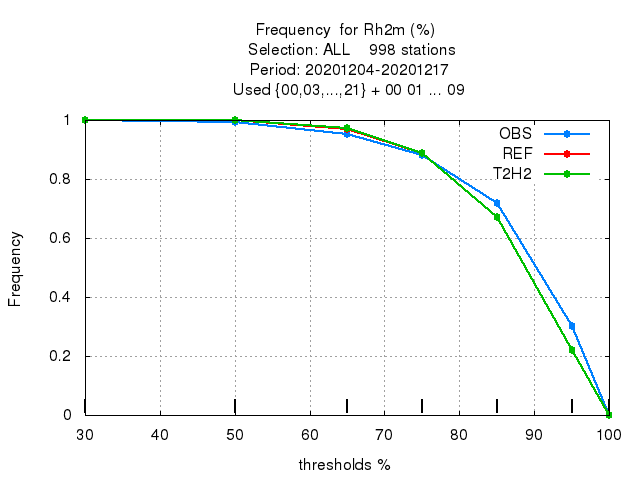 Frequency for Rh2m (%)
Selection: ALL 998 stations
Period: 20201204-20201217
Used {00,03,...,21} + 00 01 ... 09
1
0.8
0.6
0.4
0.2
0
Frequency
OBS
REF
T2H2
30 40 50 60 70 80 90 100
thresholds %